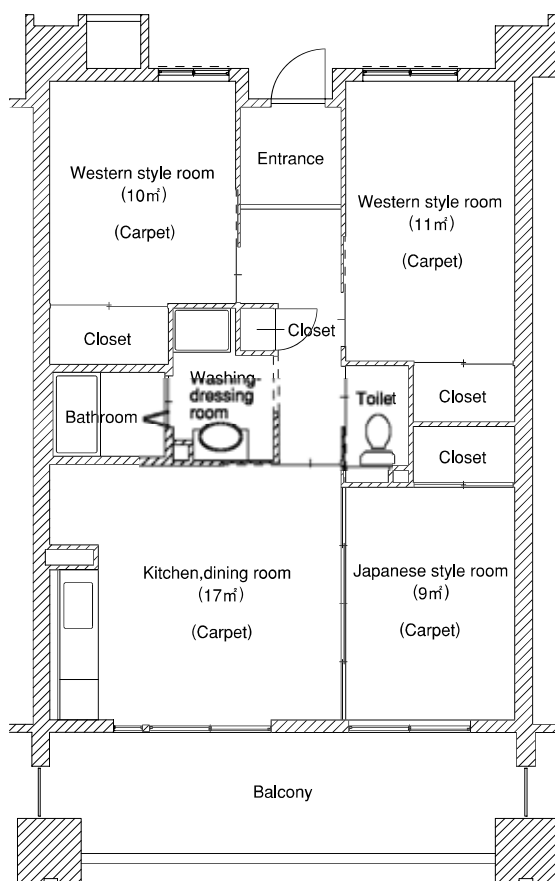 Entrance
Western style room
(10㎡)
(Carpet)
Western style room
(11㎡)
(Carpet)
Closet
Closet
Washing-
dressing
room
Bathroom
Toilet
Closet
Closet
Kitchen,dining room
(17㎡)
(Carpet)
Japanese style room
(9㎡)
(Carpet)
Balcony